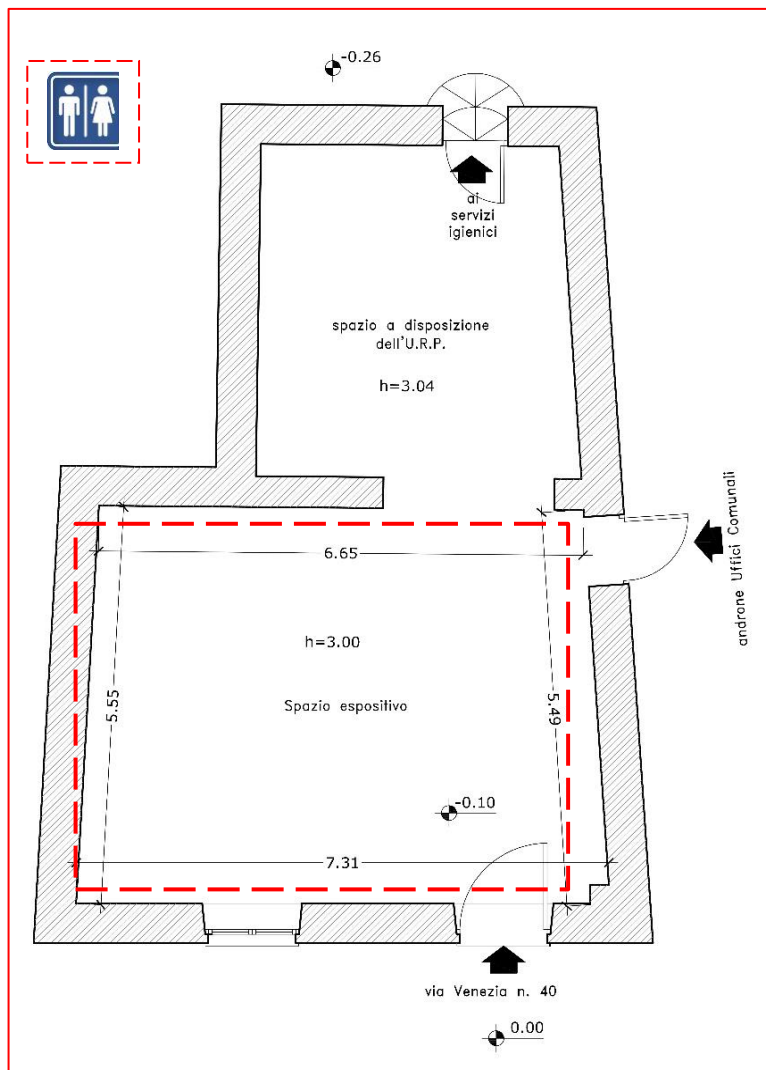 -0.26
ai
servizi
igienici
spazio a disposizione
dell'U.R.P.
h=3.04
androne Uffici Comunali
6.65
h=3.00
5.55
Spazio espositivo
5.49
-0.10
7.31
via Venezia n. 40
0.00